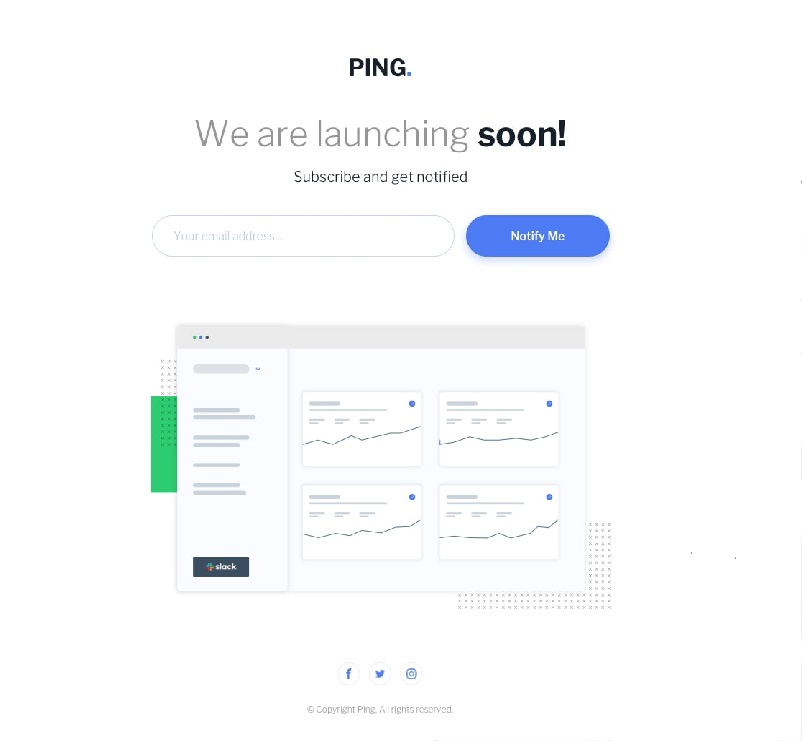 PING.
We are launching soon!
Subscribe and get notified
Your email address...
Notify Me
slack
© Copyright Ping. All rights reserved.